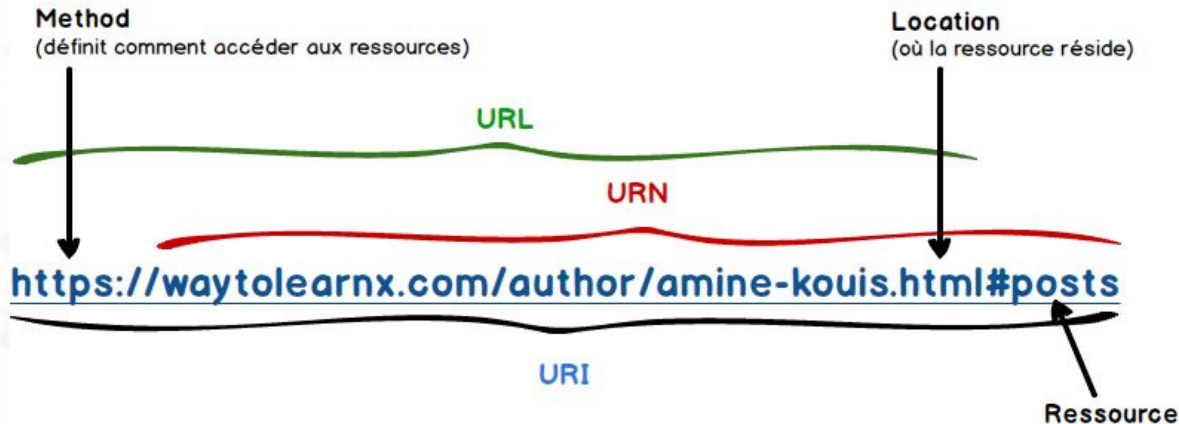 Method
(définit comment accéder aux ressources)
Location
(où la ressource réside)
URL
URN
https://waytolearnx.com/author/amine-kouis.html#posts
URI
Ressource